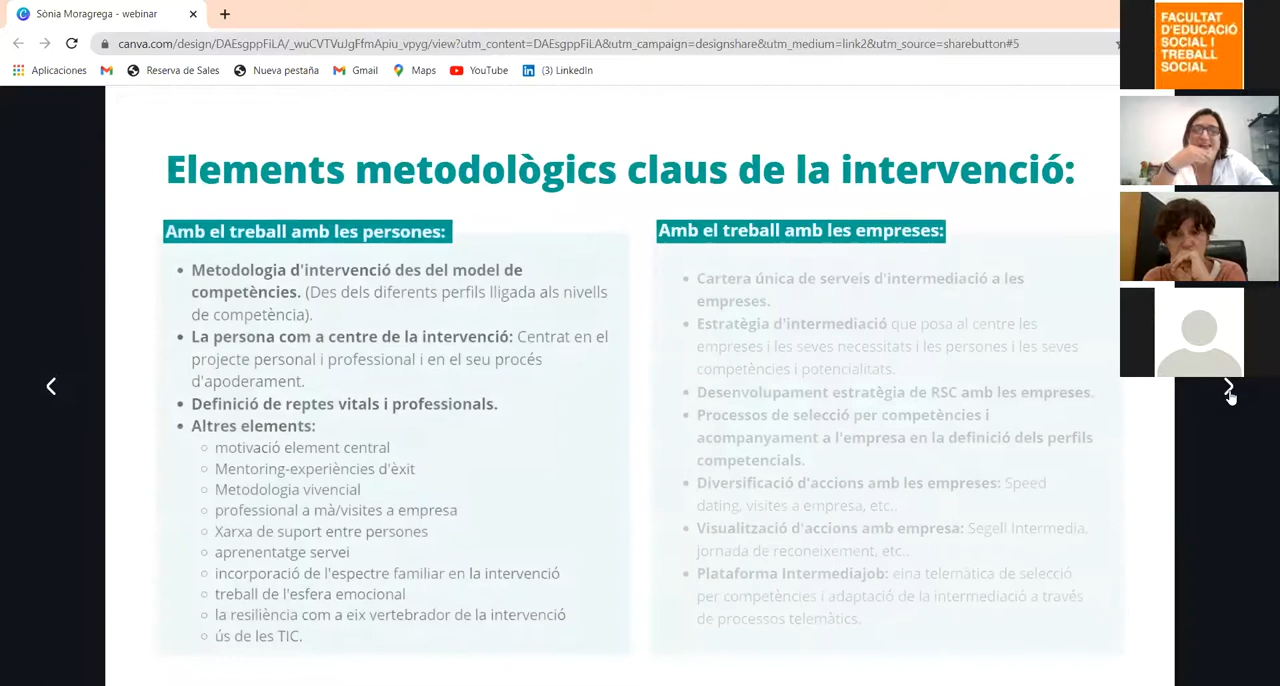 Sònia Moragrega - webinar
canva.com/design/DAEsgppFiLA/_wuCVTVuJgFfmApiu_vpyg/view?utm_content=DAEsgppFiLA&utm_campaign=designshare&utm_medium=link2&utm_source=sharebutton#5
Aplicaciones
Reserva de Sales
Nueva pestaña
Gmail
Maps
YouTube
(3) LinkedIn
FACULTAT
D'EDUCACIÓ
SOCIAL I
TREBALL
SOCIAL
Elements metodològics claus de la intervenció:
Amb el treball amb les persones:
• Metodologia d'intervenció des del model de
competències. (Des dels diferents perfils lligada als nivells
de competència).
• La persona com a centre de la intervenció: Centrat en el
projecte personal i professional i en el seu procés
d'apoderament.
• Definició de reptes vitals i professionals.
• Altres elements:
○ motivació element central
○ Mentoring-experiències d'èxit
○ Metodologia vivencial
○ professional a mà/visites a empresa
○ Xarxa de suport entre persones
○ aprenentatge servei
○ incorporació de l'espectre familiar en la intervenció
○ treball de l'esfera emocional
○ la resiliència com a eix vertebrador de la intervenció
○ ús de les TIC.
Amb el treball amb les empreses:
• Cartera única de serveis d'intermediació a les
empreses.
• Estratègia d'intermediació que posa al centre les
empreses i les seves necessitats i les persones i les seves
competències i potencialitats.
• Desenvolupament estratègia de RSC amb les empreses.
• Processos de selecció per competències i
acompanyament a l'empresa en la definició dels perfils
competencials.
• Diversificació d'accions amb les empreses: Speed
dating, visites a empresa, etc..
• Visualització d'accions amb empresa: Segell Intermedia,
jornada de reconeixement, etc..
• Plataforma Intermediajob: eina telemàtica de selecció
per competències i adaptació de la intermediació a través
de processos telemàtics.